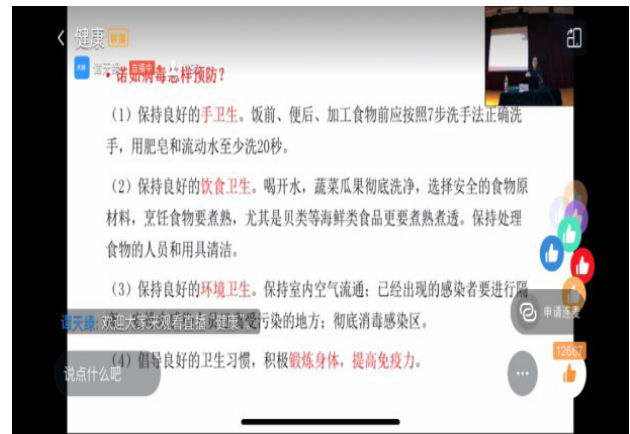 健康
直播中
• 诺如病毒怎样预防？
（1）保持良好的手卫生。饭前、便后、加工食物前应按照7步洗手法正确洗
手，用肥皂和流动水至少洗20秒。
（2）保持良好的饮食卫生。喝开水，蔬菜瓜果彻底洗净，选择安全的食物原
材料，烹饪食物要煮熟，尤其是贝类等海鲜类食品更要煮熟煮透。保持处理
食物的人员和用具清洁。
（3）保持良好的环境卫生。保持室内空气流通；已经出现的感染者要进行隔
受污染的地方；彻底消毒感染区。
谭天缘: 欢迎大家来观看直播"健康"
申请连麦
（4）倡导良好的卫生习惯，积极锻炼身体，提高免疫力。
说点什么吧
12667